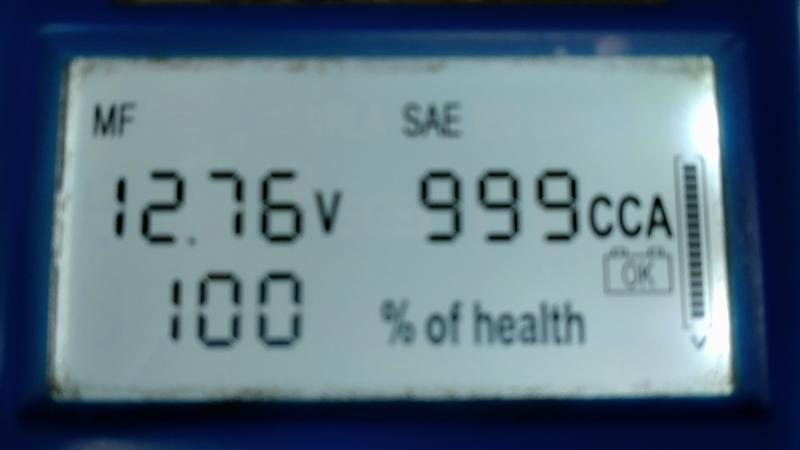 MF SAE
12.76V 999CCA
OK
100 % of health